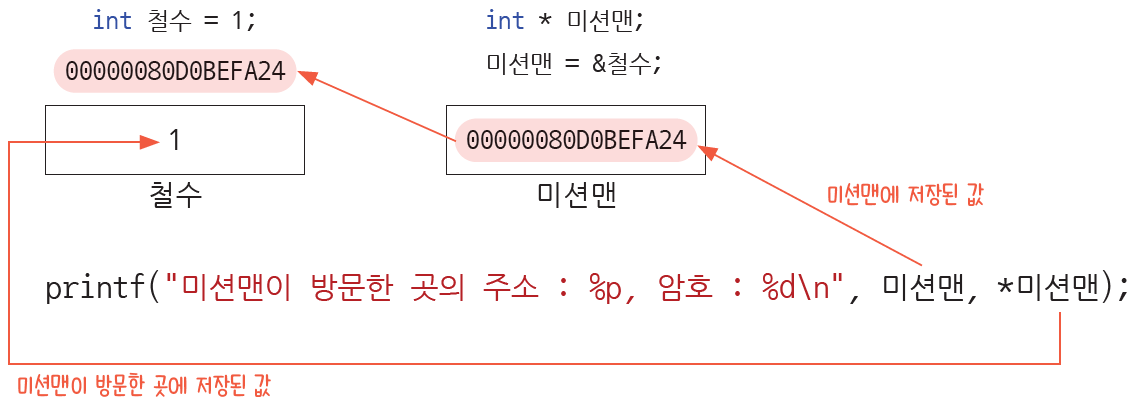 int 철수 = 1;
int * 미션맨;
미션맨 = &철수;
00000080D0BEFA24
1
00000080D0BEFA24
철수
미션맨
미션맨에 저장된 값
printf("미션맨이 방문한 곳의 주소 : %p, 암호 : %d\n", 미션맨, *미션맨);
미션맨이 방문한 곳에 저장된 값